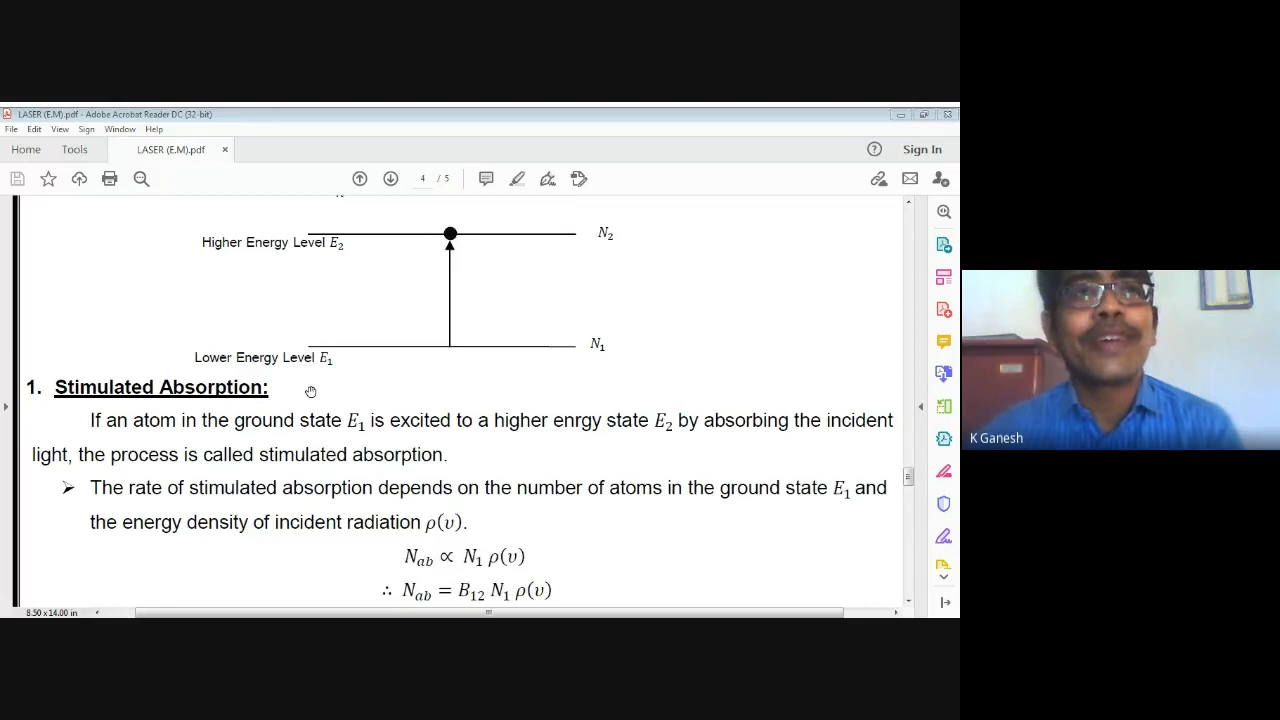 LASER (E.M).pdf - Adobe Acrobat Reader DC (32-bit)
File Edit View Sign Window Help
Home Tools LASER (E.M).pdf × Sign In
4 / 5
Higher Energy Level E₂ N₂
Lower Energy Level E₁ N₁
1. Stimulated Absorption:
If an atom in the ground state E₁ is excited to a higher enrgy state E₂ by absorbing the incident
light, the process is called stimulated absorption.
➢ The rate of stimulated absorption depends on the number of atoms in the ground state E₁ and
the energy density of incident radiation ρ(υ).
N_ab ∝ N₁ ρ(υ)
∴ N_ab = B₁₂ N₁ ρ(υ)
8.50 x 14.00 in
K Ganesh